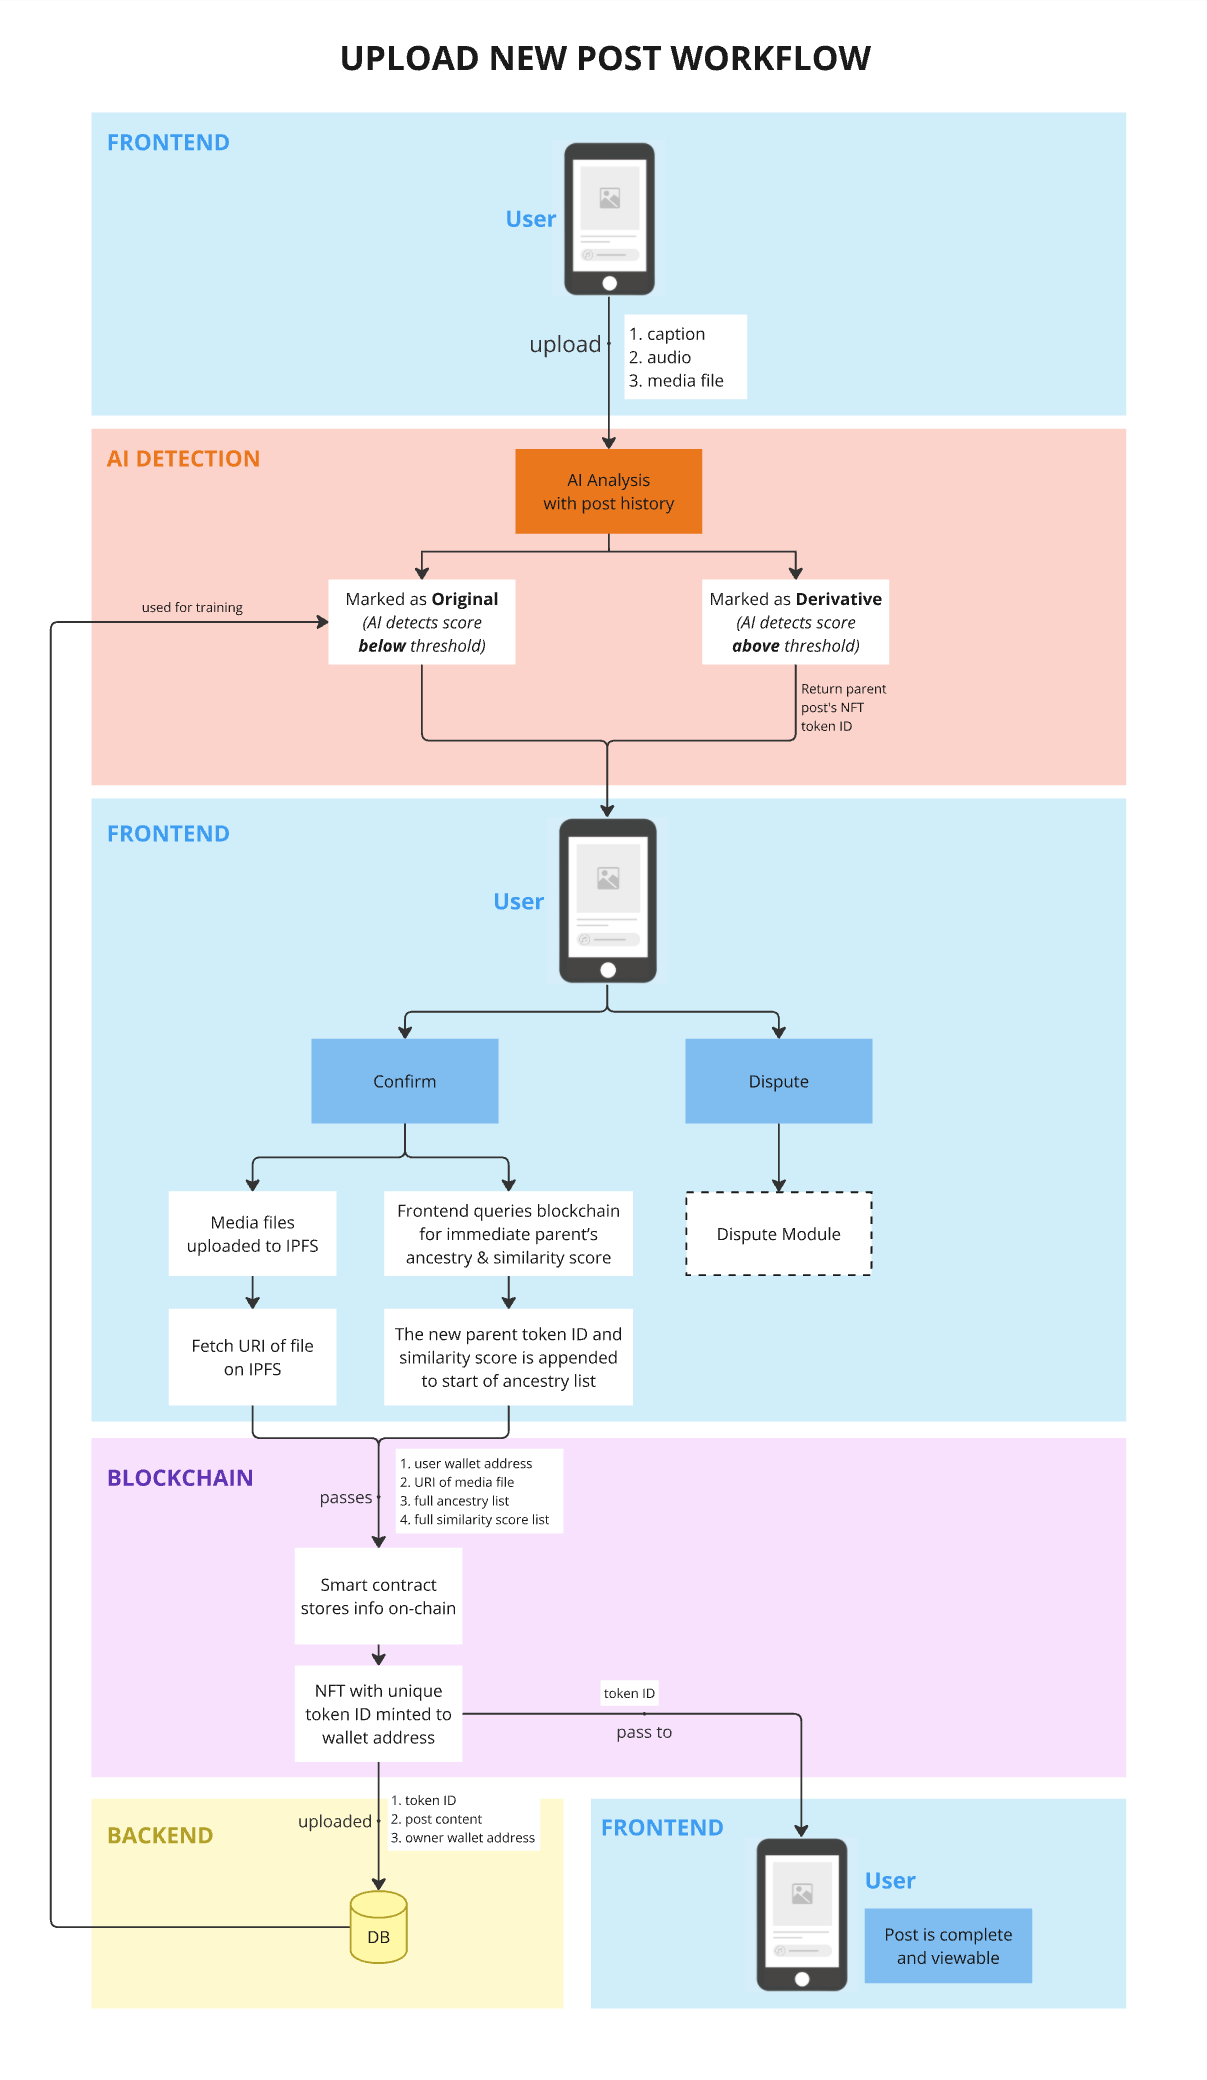 UPLOAD NEW POST WORKFLOW
FRONTEND
User
upload
1. caption
2. audio
3. media file
AI DETECTION
AI Analysis
with post history
used for training
Marked as Original
(AI detects score
below threshold)
Marked as Derivative
(AI detects score
above threshold)
Return parent
post's NFT
token ID
FRONTEND
User
Confirm
Dispute
Media files
uploaded to IPFS
Frontend queries blockchain
for immediate parent’s
ancestry & similarity score
Dispute Module
Fetch URI of file
on IPFS
The new parent token ID and
similarity score is appended
to start of ancestry list
BLOCKCHAIN
passes
1. user wallet address
2. URI of media file
3. full ancestry list
4. full similarity score list
Smart contract
stores info on-chain
NFT with unique
token ID minted to
wallet address
token ID
pass to
BACKEND
uploaded
1. token ID
2. post content
3. owner wallet address
DB
FRONTEND
User
Post is complete
and viewable